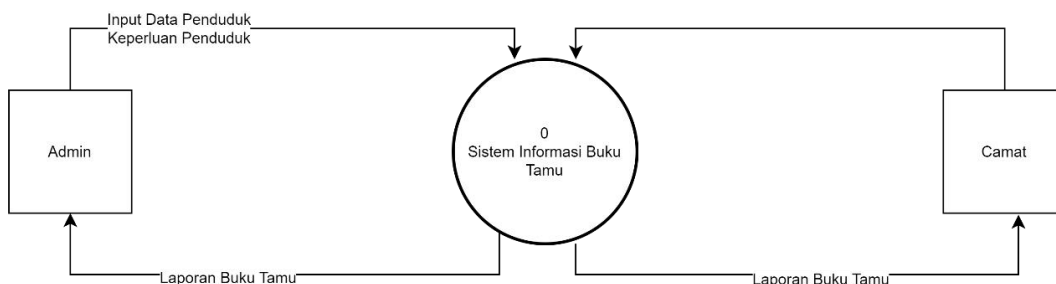 Input Data Penduduk
Keperluan Penduduk
Admin
0
Sistem Informasi Buku
Tamu
Camat
Laporan Buku Tamu
Laporan Buku Tamu